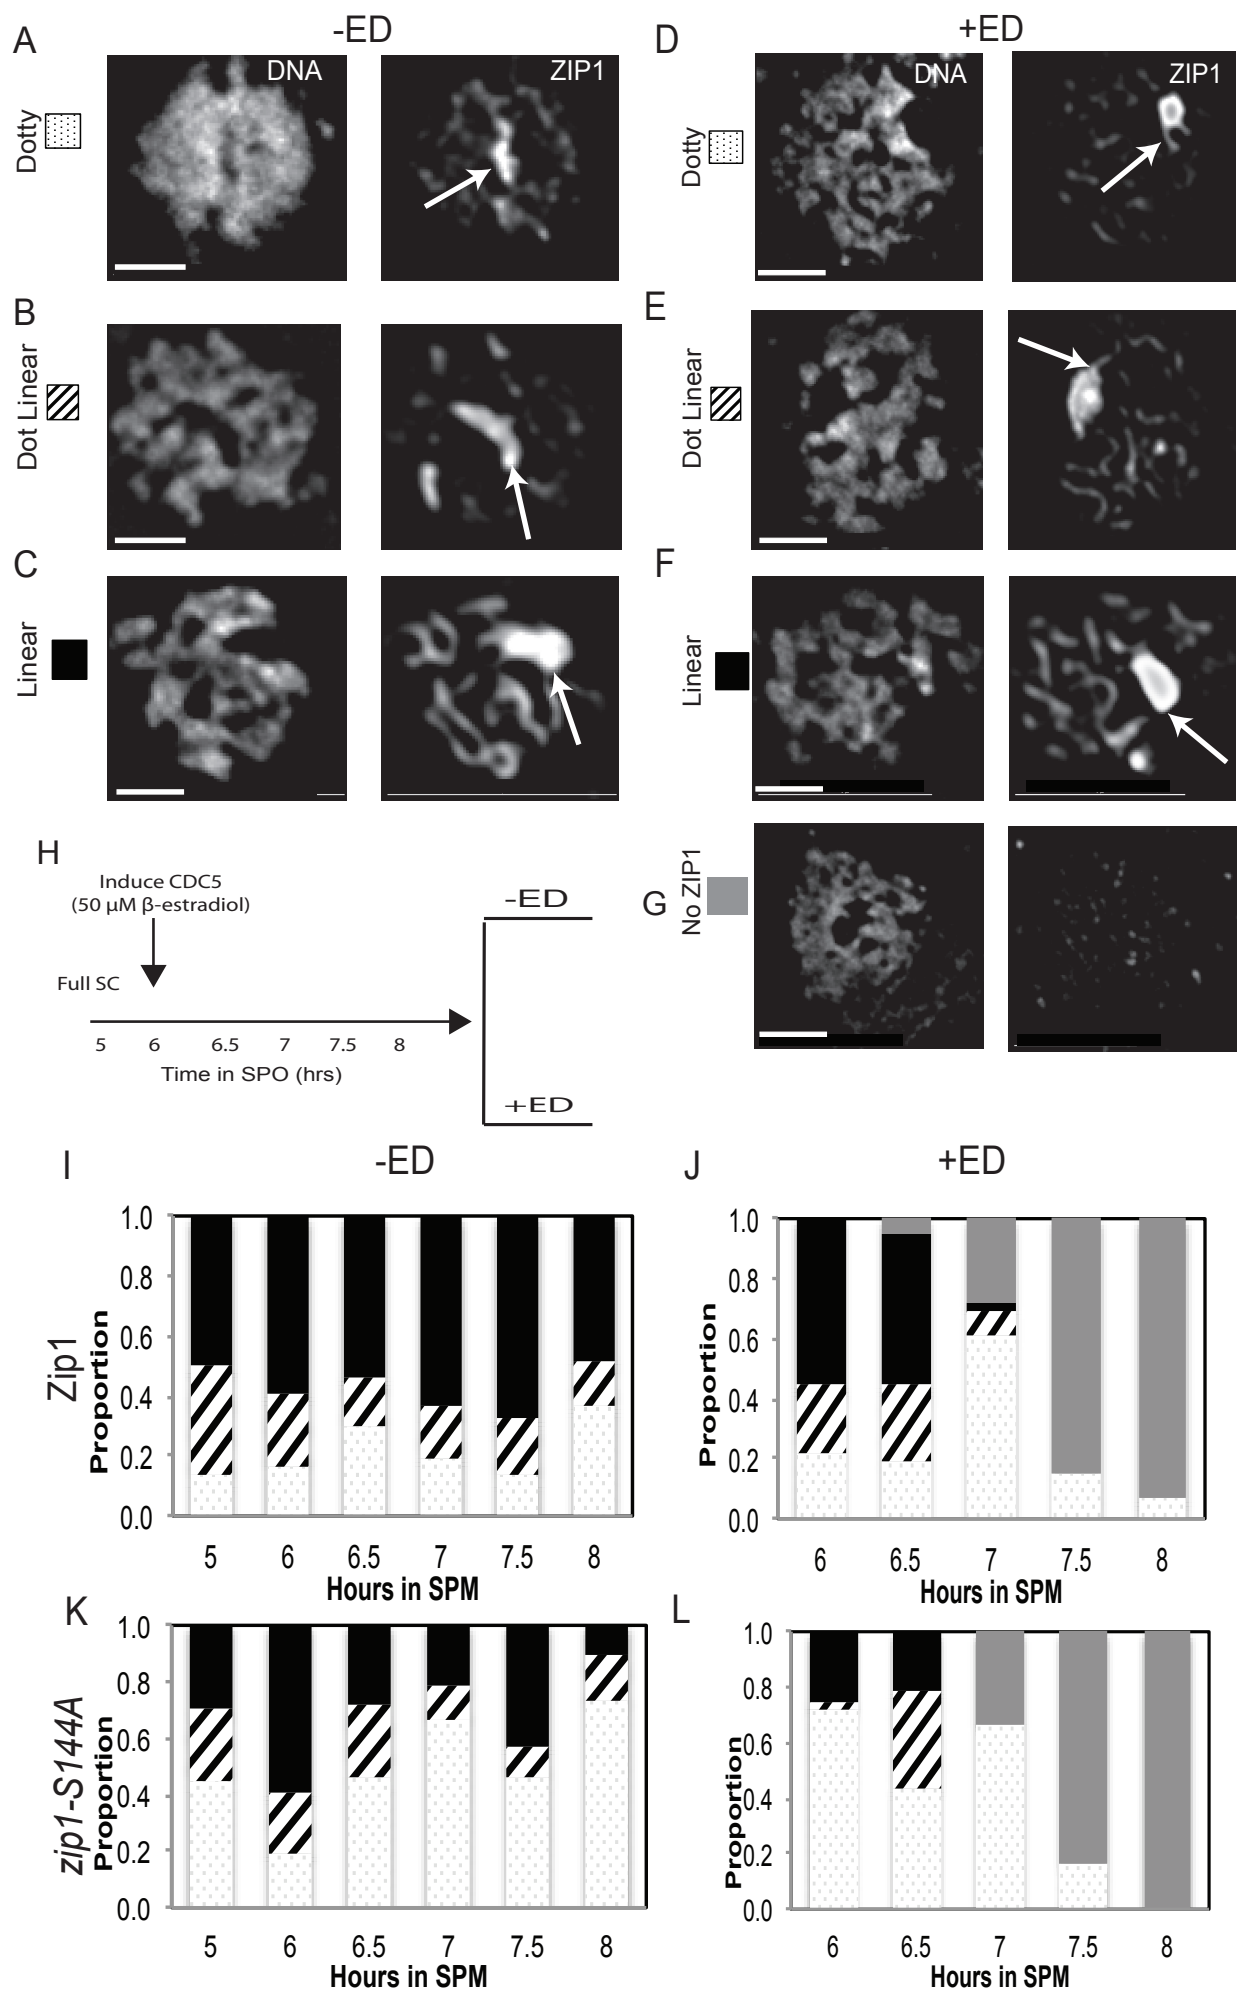 -ED
+ED
A
DNA
ZIP1
Dotty
D
DNA
ZIP1
Dotty
B
Dot Linear
E
Dot Linear
C
Linear
F
Linear
G
No ZIP1
H
Induce CDC5
(50 µM β-estradiol)
Full SC
5 6 6.5 7 7.5 8
Time in SPO (hrs)
-ED
+ED
I
-ED
Zip1
Proportion
1.0
0.8
0.6
0.4
0.2
0.0
5 6 6.5 7 7.5 8
Hours in SPM
J
+ED
Proportion
1.0
0.8
0.6
0.4
0.2
0.0
6 6.5 7 7.5 8
Hours in SPM
K
zip1-S144A
Proportion
1.0
0.8
0.6
0.4
0.2
0.0
5 6 6.5 7 7.5 8
Hours in SPM
L
Proportion
1.0
0.8
0.6
0.4
0.2
0.0
6 6.5 7 7.5 8
Hours in SPM